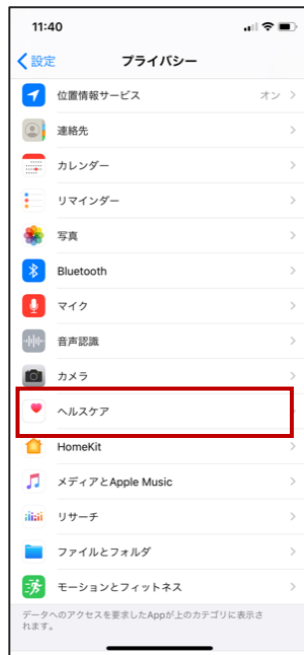 11:40
設定
プライバシー
位置情報サービス オン
連絡先
カレンダー
リマインダー
写真
Bluetooth
マイク
音声認識
カメラ
ヘルスケア
HomeKit
メディアとApple Music
リサーチ
ファイルとフォルダ
モーションとフィットネス
データへのアクセスを要求したAppが上のカテゴリに表示さ
れます。